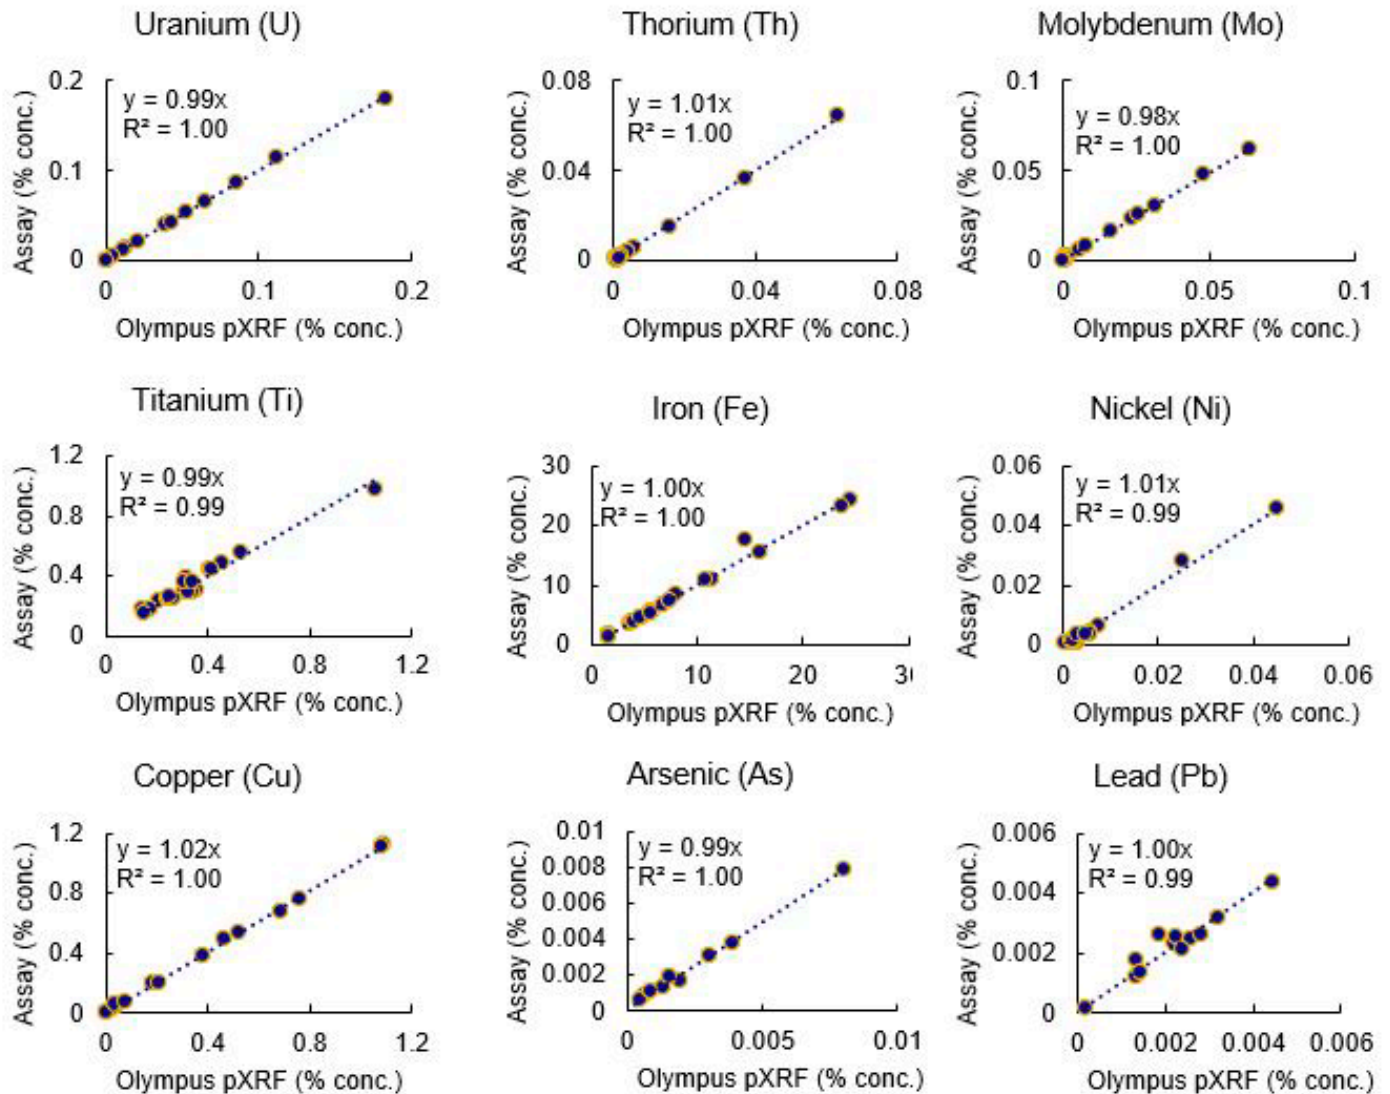 Uranium (U)
Assay (% conc.)
0.2
0.1
0
y = 0.99x
R² = 1.00
0
0.1
0.2
Olympus pXRF (% conc.)
Thorium (Th)
Assay (% conc.)
0.08
0.04
0
y = 1.01x
R² = 1.00
0
0.04
0.08
Olympus pXRF (% conc.)
Molybdenum (Mo)
Assay (% conc.)
0.1
0.05
0
y = 0.98x
R² = 1.00
0
0.05
0.1
Olympus pXRF (% conc.)
Titanium (Ti)
Assay (% conc.)
1.2
0.8
0.4
0
y = 0.99x
R² = 0.99
0
0.4
0.8
1.2
Olympus pXRF (% conc.)
Iron (Fe)
Assay (% conc.)
30
20
10
0
y = 1.00x
R² = 1.00
0
10
20
Olympus pXRF (% conc.)
Nickel (Ni)
Assay (% conc.)
0.06
0.04
0.02
0
y = 1.01x
R² = 0.99
0
0.02
0.04
0.06
Olympus pXRF (% conc.)
Copper (Cu)
Assay (% conc.)
1.2
0.8
0.4
0
y = 1.02x
R² = 1.00
0
0.4
0.8
1.2
Olympus pXRF (% conc.)
Arsenic (As)
Assay (% conc.)
0.01
0.008
0.006
0.004
0.002
0
y = 0.99x
R² = 1.00
0
0.005
0.01
Olympus pXRF (% conc.)
Lead (Pb)
Assay (% conc.)
0.006
0.004
0.002
0
y = 1.00x
R² = 0.99
0
0.002
0.004
0.006
Olympus pXRF (% conc.)